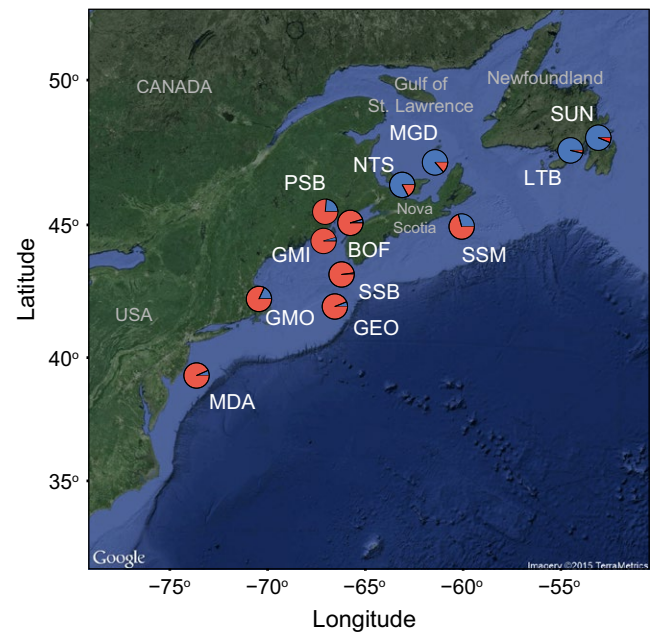 50°
CANADA
Gulf of
St. Lawrence
Newfoundland
SUN
MGD
NTS
LTB
PSB
45°
Nova
Scotia
BOF
GMI
SSM
SSB
GMO
GEO
USA
40°
MDA
35°
Google
Imagery ©2015 TerraMetrics
−75°
−70°
−65°
−60°
−55°
Longitude
Latitude